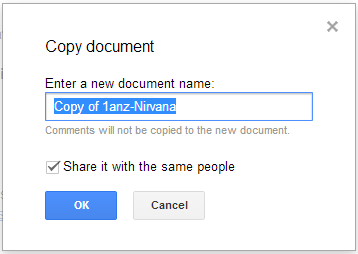 Copy document
Enter a new document name:
Copy of 1anz-Nirvana
Comments will not be copied to the new document.
Share it with the same people
OK Cancel